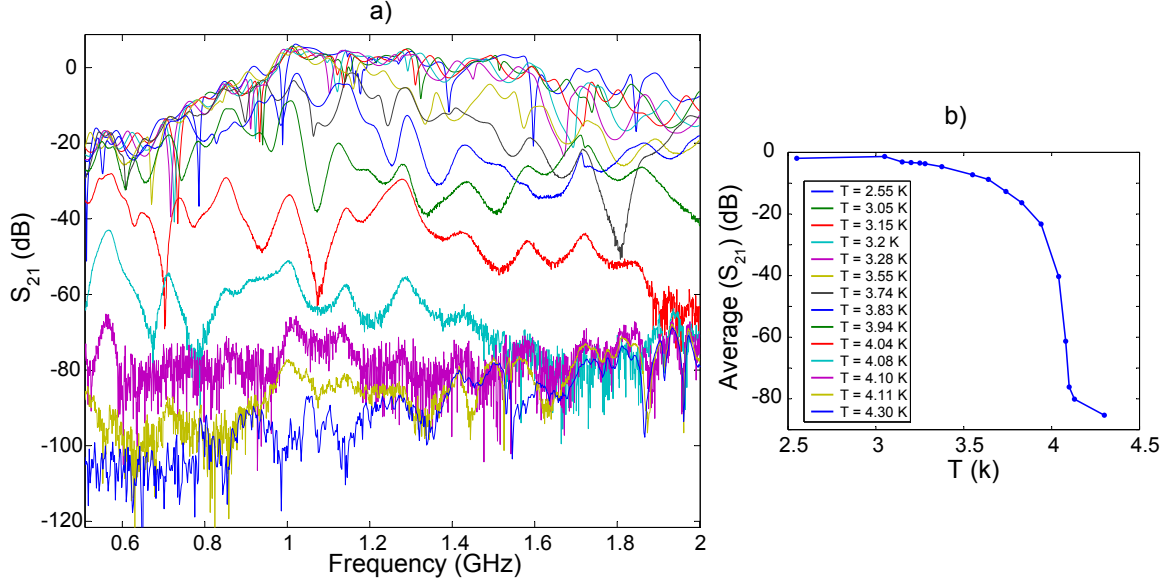 a)
0
-20
-40
-60
-80
-100
-120
S21 (dB)
0.6 0.8 1 1.2 1.4 1.6 1.8 2
Frequency (GHz)
b)
0
-20
-40
-60
-80
Average (S21) (dB)
T = 2.55 K
T = 3.05 K
T = 3.15 K
T = 3.2 K
T = 3.28 K
T = 3.55 K
T = 3.74 K
T = 3.83 K
T = 3.94 K
T = 4.04 K
T = 4.08 K
T = 4.10 K
T = 4.11 K
T = 4.30 K
2.5 3 3.5 4 4.5
T (k)